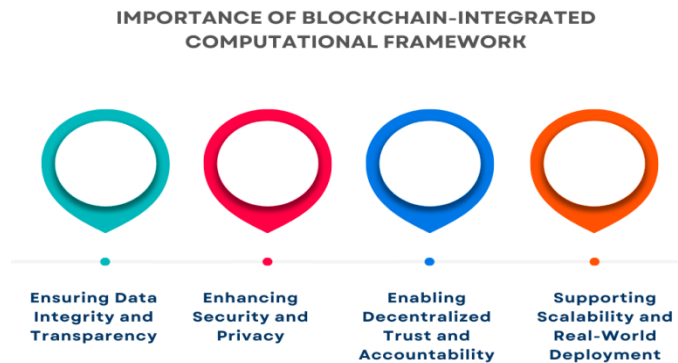 IMPORTANCE OF BLOCKCHAIN-INTEGRATED
COMPUTATIONAL FRAMEWORK
Ensuring Data
Integrity and
Transparency
Enhancing
Security and
Privacy
Enabling
Decentralized
Trust and
Accountability
Supporting
Scalability and
Real-World
Deployment